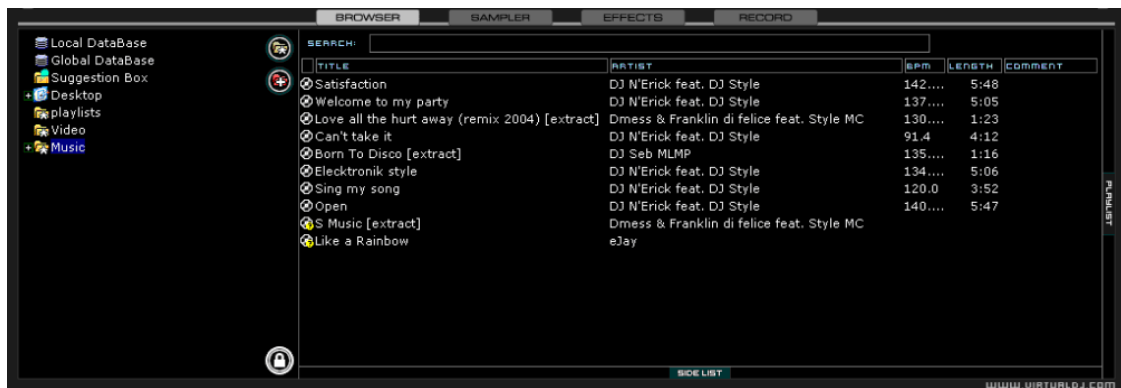 BROWSER SAMPLER EFFECTS RECORD
Local DataBase
Global DataBase
Suggestion Box
Desktop
playlists
Video
Music
SEARCH:
TITLE ARTIST BPM LENGTH COMMENT
Satisfaction DJ N'Erick feat. DJ Style 142.... 5:48
Welcome to my party DJ N'Erick feat. DJ Style 137.... 5:05
Love all the hurt away (remix 2004) [extract] Dmess & Franklin di felice feat. Style MC 130.... 1:23
Can't take it DJ N'Erick feat. DJ Style 91.4 4:12
Born To Disco [extract] DJ Seb MLMP 135.... 1:16
Elecktronik style DJ N'Erick feat. DJ Style 134.... 5:06
Sing my song DJ N'Erick feat. DJ Style 120.0 3:52
Open DJ N'Erick feat. DJ Style 140.... 5:47
S Music [extract] Dmess & Franklin di felice feat. Style MC
Like a Rainbow eJay
PLAYLIST
SIDE LIST
WWW.VIRTUALDJ.COM